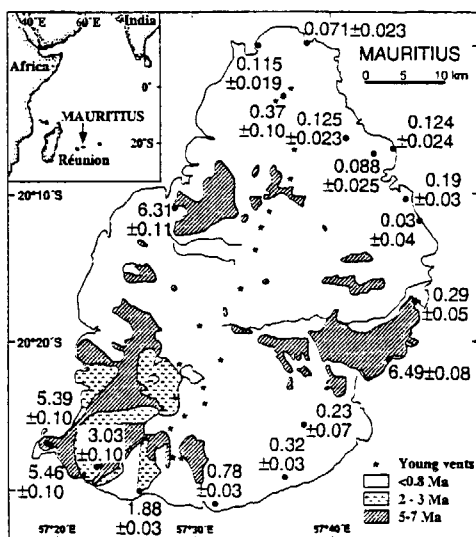 40°E 60°E
India
Africa
0°
MAURITIUS
Réunion
20°S
0.071±0.023
MAURITIUS
0 10 km
0.115
±0.019
0.37
±0.10
0.125
±0.023
0.124
±0.024
0.088
±0.025
20°10'S
6.31
±0.11
0.19
±0.03
0.03
±0.04
0.29
±0.05
20°20'S
6.49±0.08
5.39
±0.10
3.03
±0.10
0.23
±0.07
5.46
±0.10
0.78
±0.03
0.32
±0.03
1.88
±0.03
Young vents
<0.8 Ma
2 - 3 Ma
5-7 Ma
57°20'E
57°30'E
57°40'E